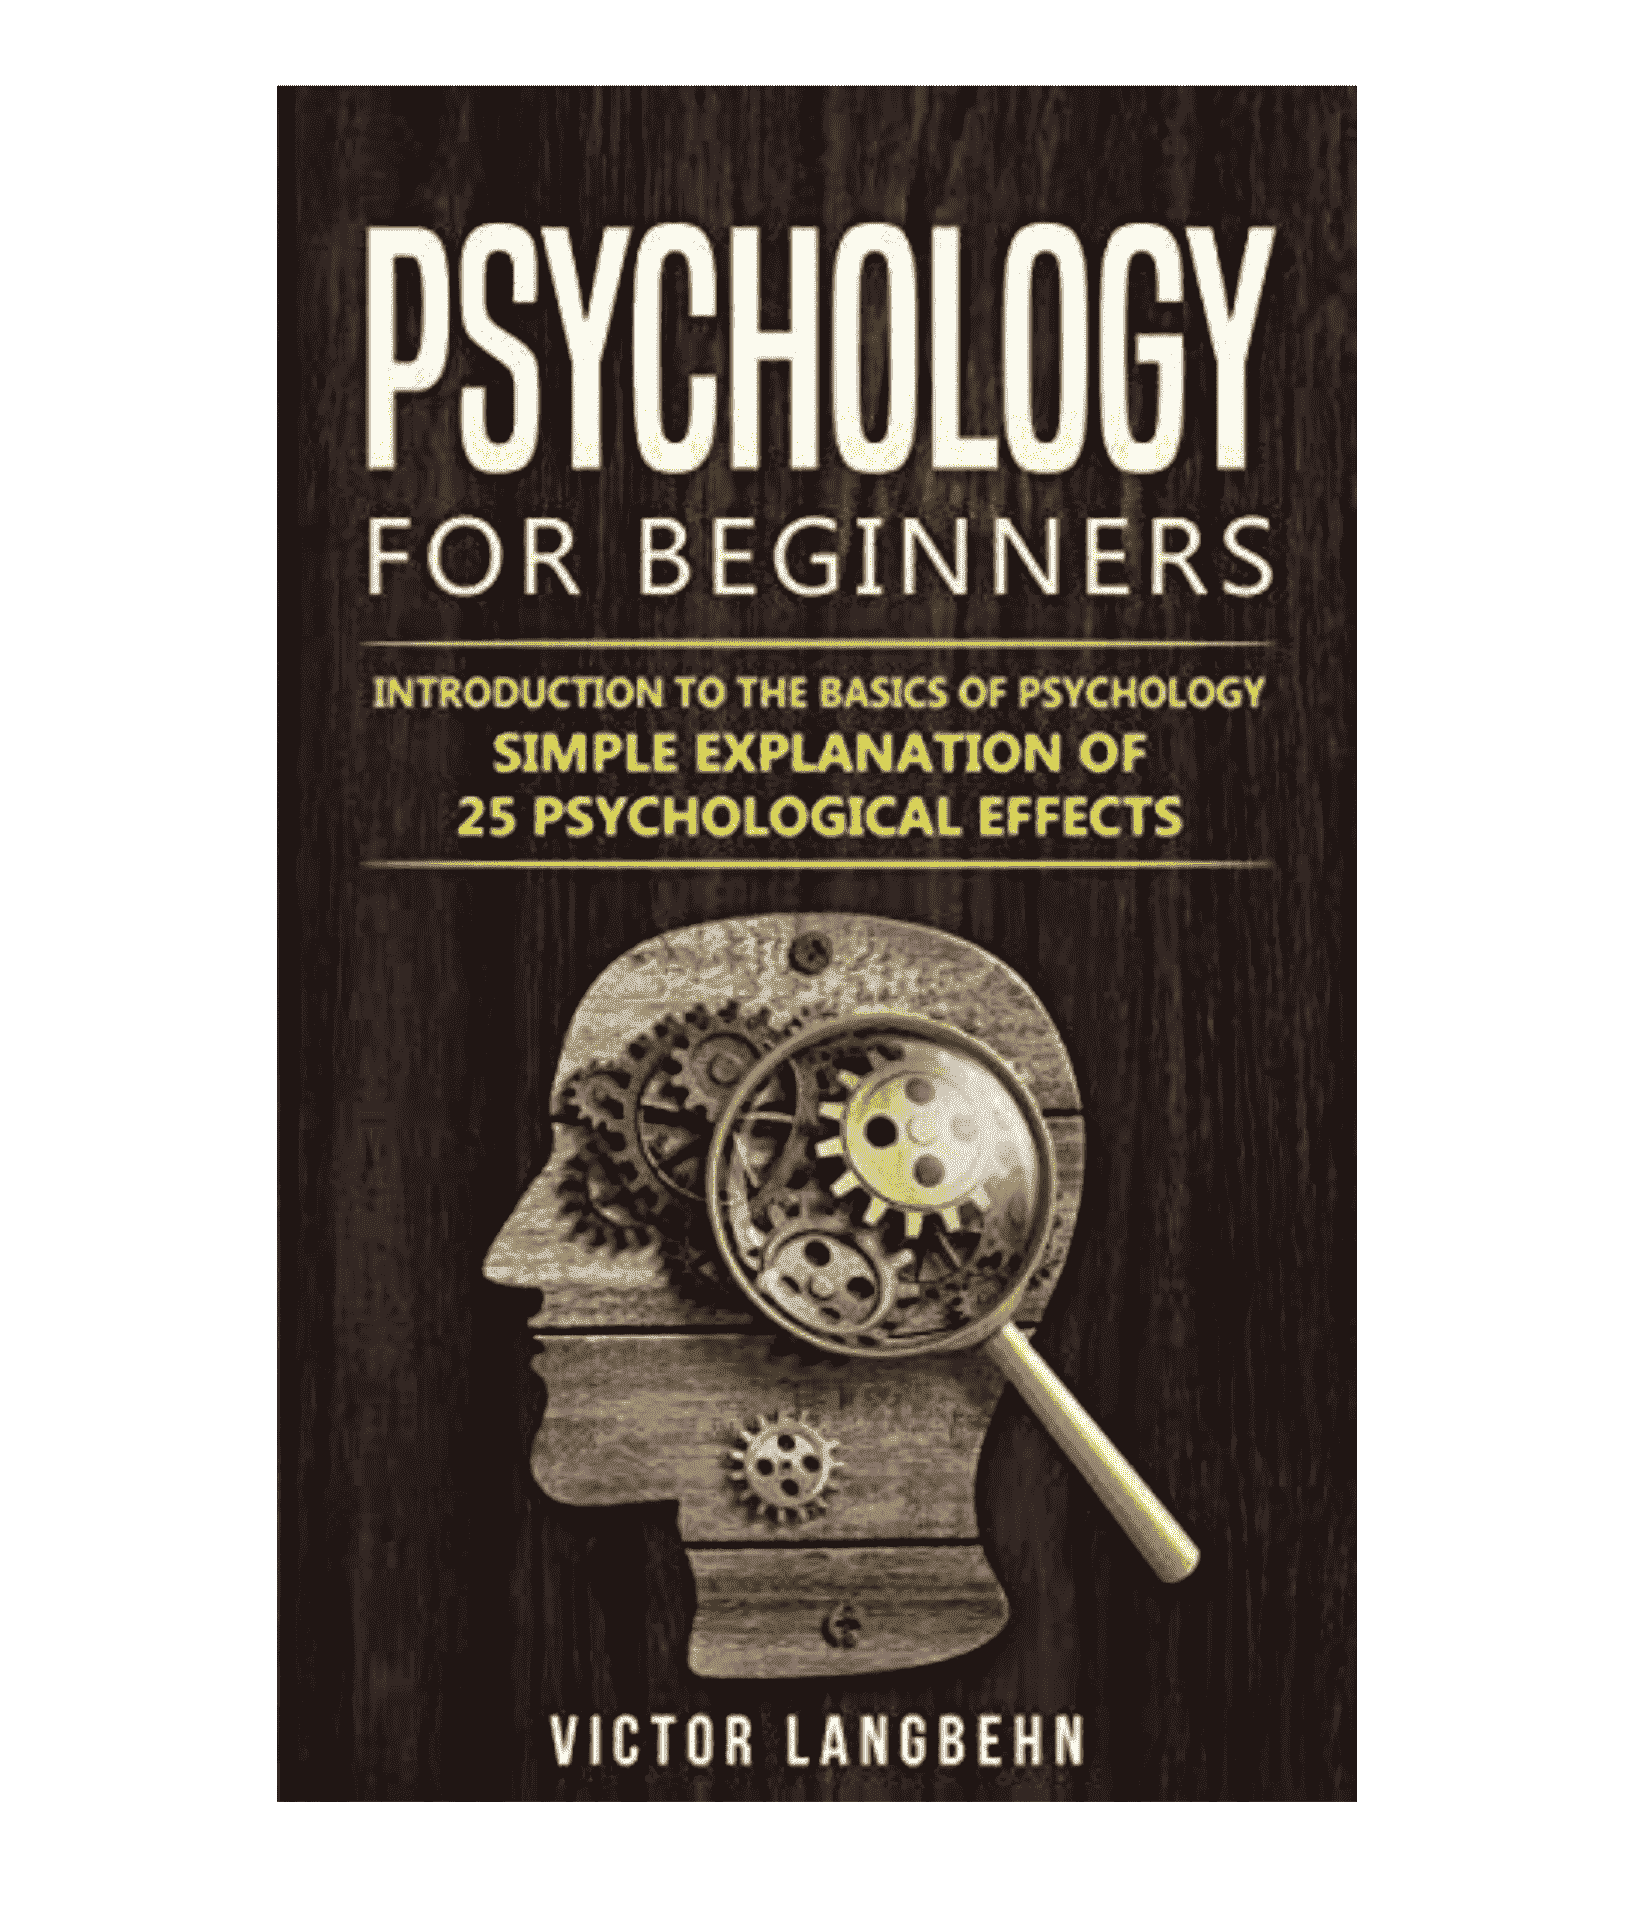 PSYCHOLOGY
FOR BEGINNERS
INTRODUCTION TO THE BASICS OF PSYCHOLOGY
SIMPLE EXPLANATION OF
25 PSYCHOLOGICAL EFFECTS
VICTOR LANGBEHN